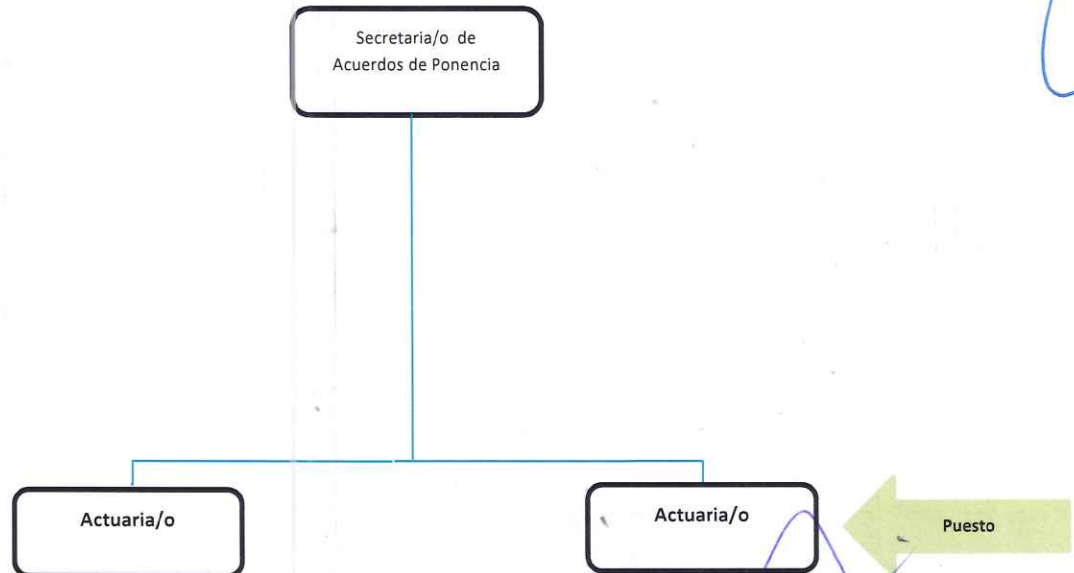 Secretaria/o de
Acuerdos de Ponencia
Actuaria/o
Actuaria/o
Puesto